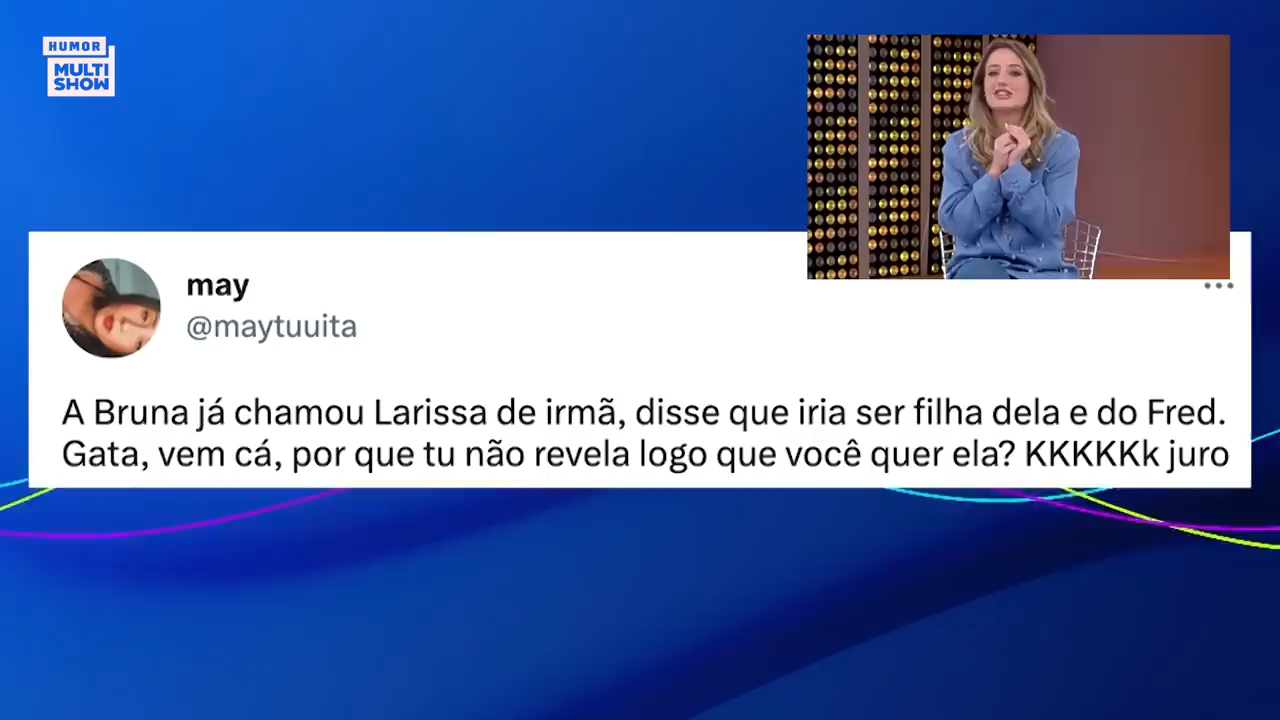 HUMOR
MULTI
SHOW
may
@maytuuita
A Bruna já chamou Larissa de irmã, disse que iria ser filha dela e do Fred.
Gata, vem cá, por que tu não revela logo que você quer ela? KKKKKk juro